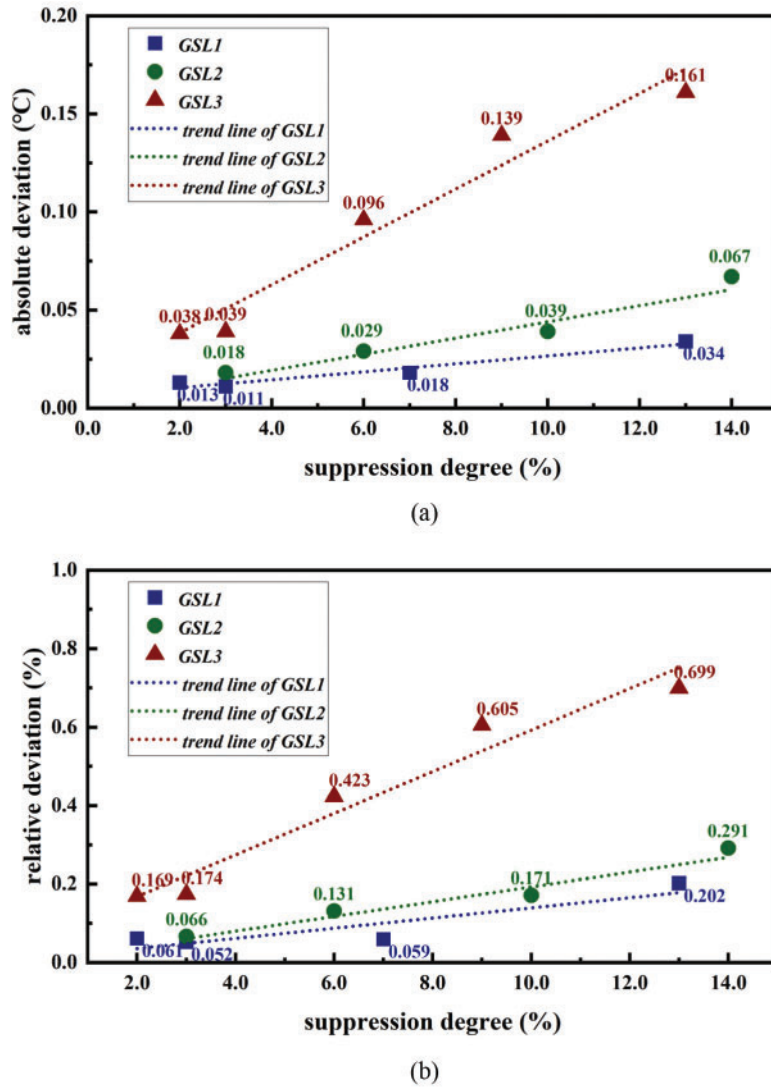 0.20
GSL1
GSL2
GSL3
trend line of GSL1
trend line of GSL2
trend line of GSL3
0.161
0.139
0.15
0.096
0.10
0.067
0.05
0.038 0.039
0.039
0.029
0.018
0.034
0.018
0.013 0.011
0.00
0.0 2.0 4.0 6.0 8.0 10.0 12.0 14.0
absolute deviation (℃)
suppression degree (%)
(a)
1.0
GSL1
GSL2
GSL3
trend line of GSL1
trend line of GSL2
trend line of GSL3
0.8
0.699
0.605
0.6
0.423
0.4
0.291
0.2
0.169 0.174
0.171
0.131
0.066
0.202
0.061 0.052
0.059
0.0
2.0 4.0 6.0 8.0 10.0 12.0 14.0
relative deviation (%)
suppression degree (%)
(b)